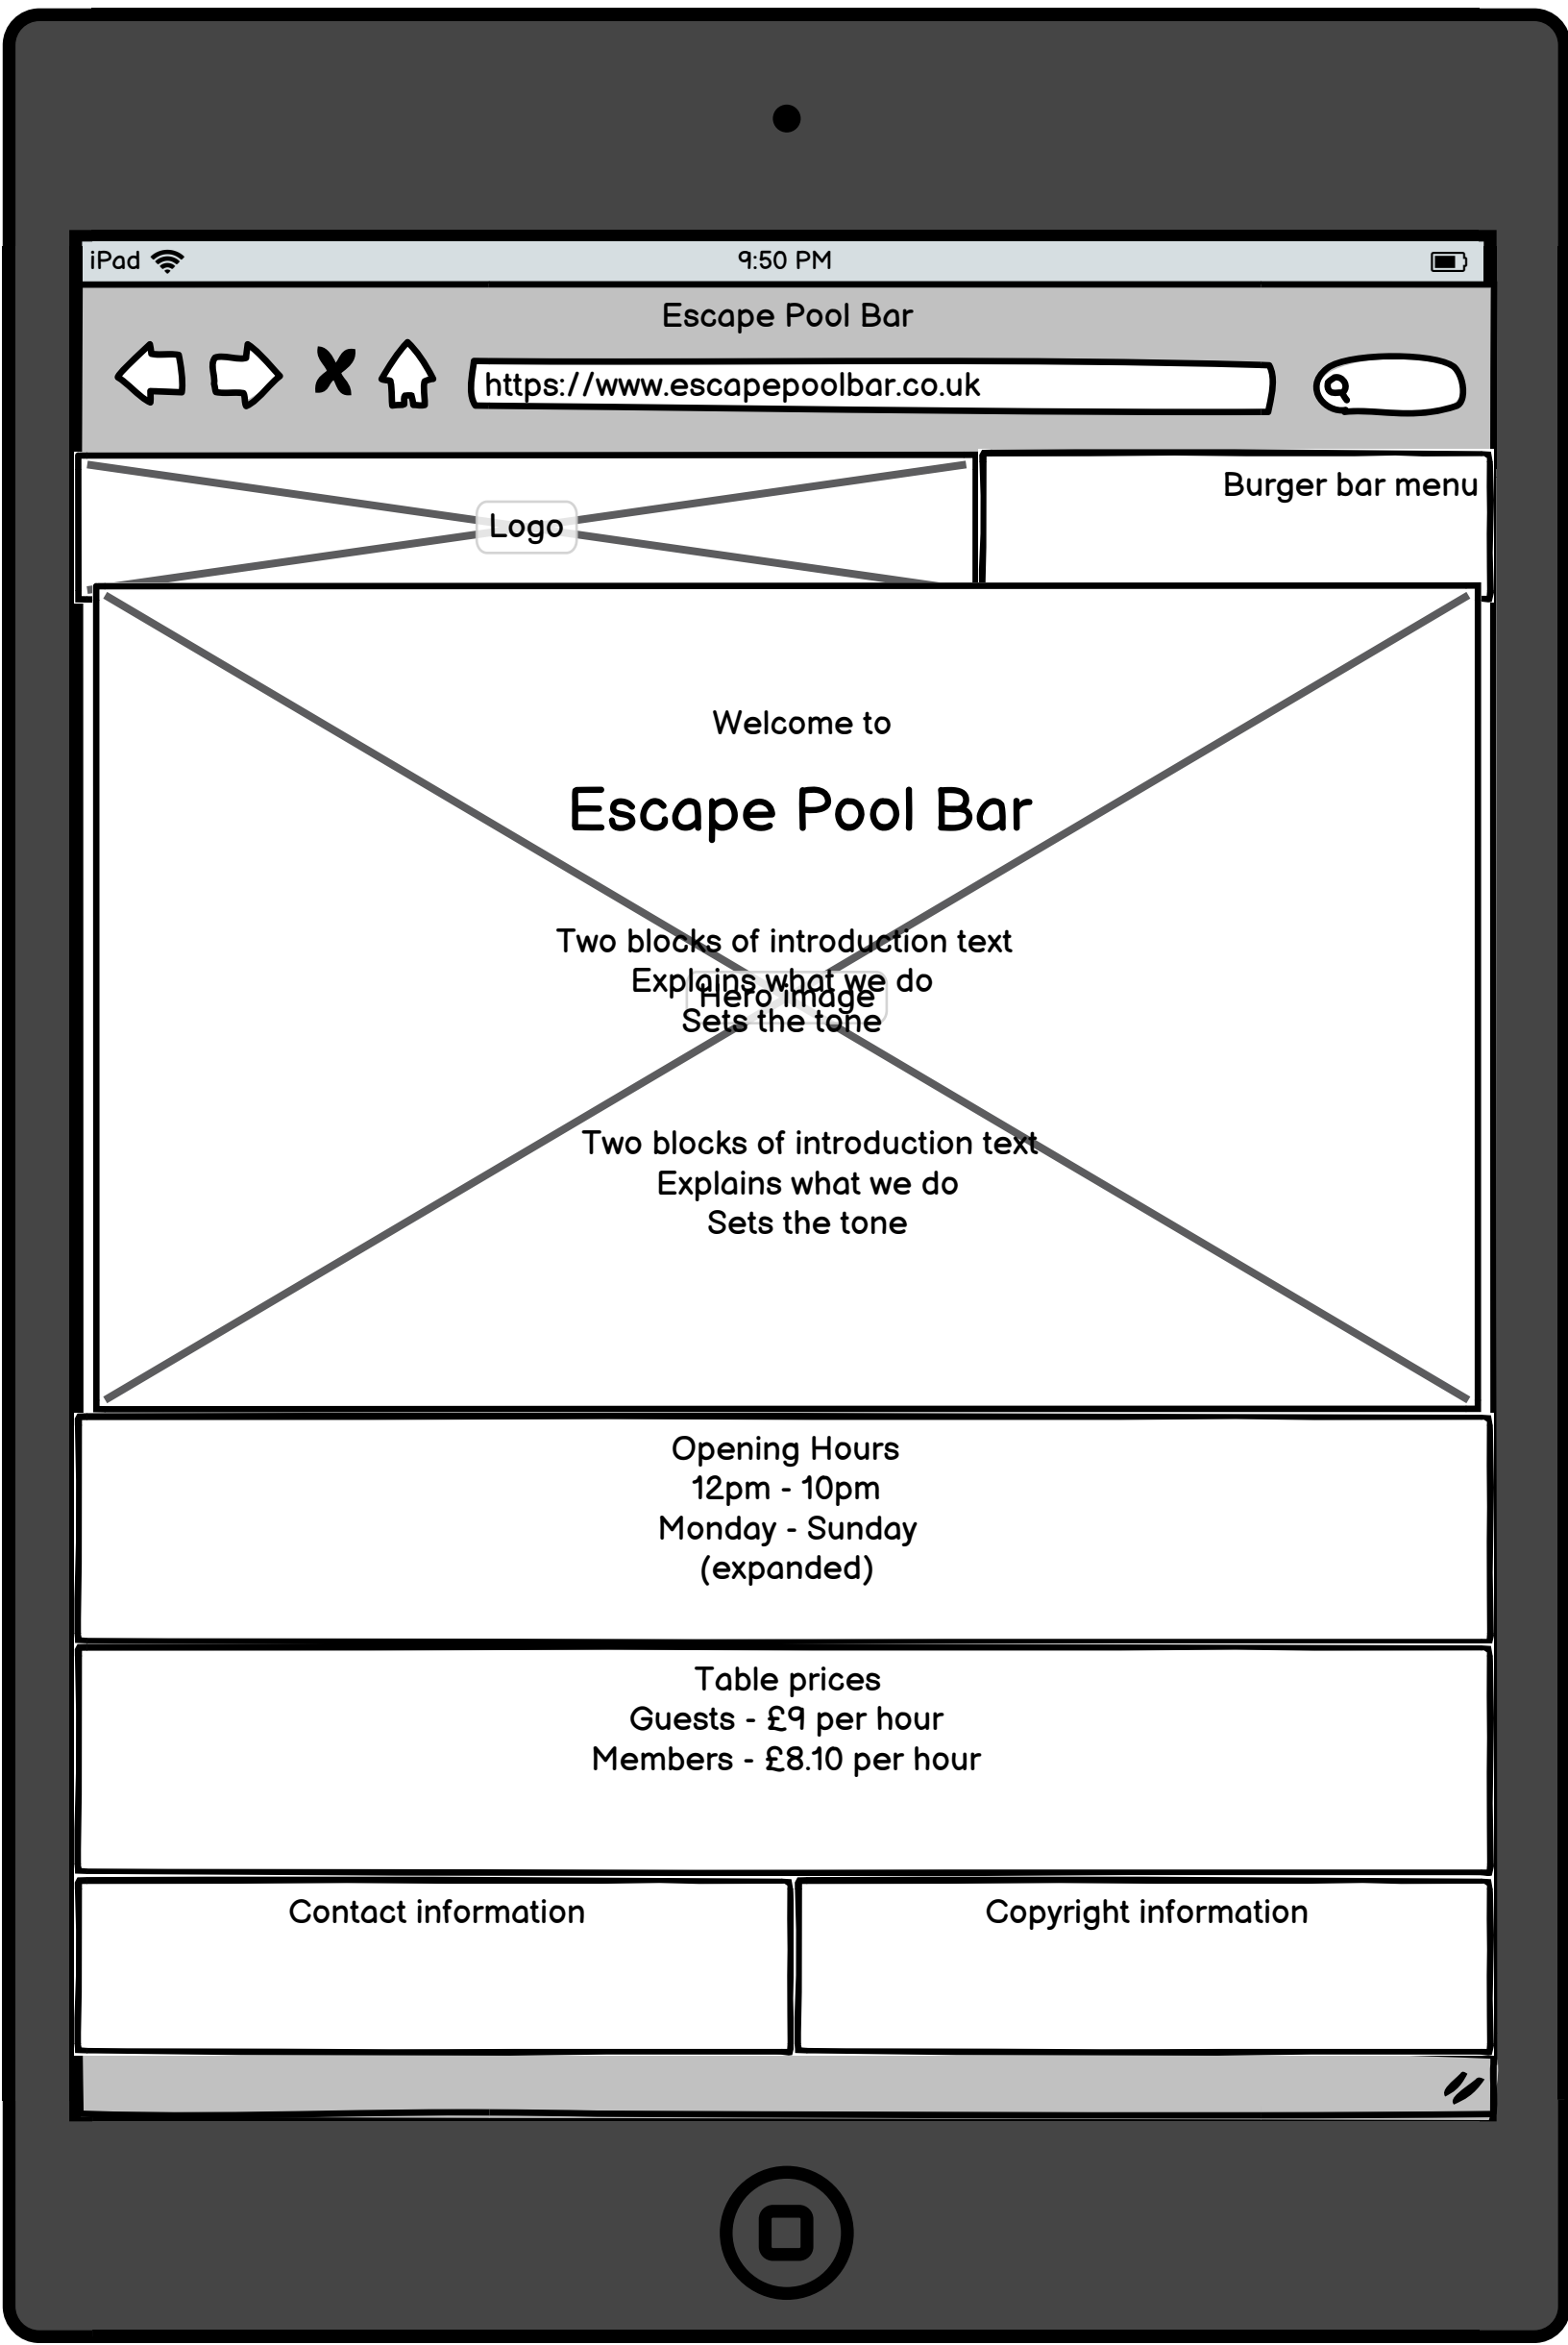 iPad
9:50 PM
Escape Pool Bar
https://www.escapepoolbar.co.uk
Logo
Burger bar menu
Welcome to
Escape Pool Bar
Two blocks of introduction text
Explains what we do
Hero image
Sets the tone
Two blocks of introduction text
Explains what we do
Sets the tone
Opening Hours
12pm - 10pm
Monday - Sunday
(expanded)
Table prices
Guests - £9 per hour
Members - £8.10 per hour
Contact information
Copyright information